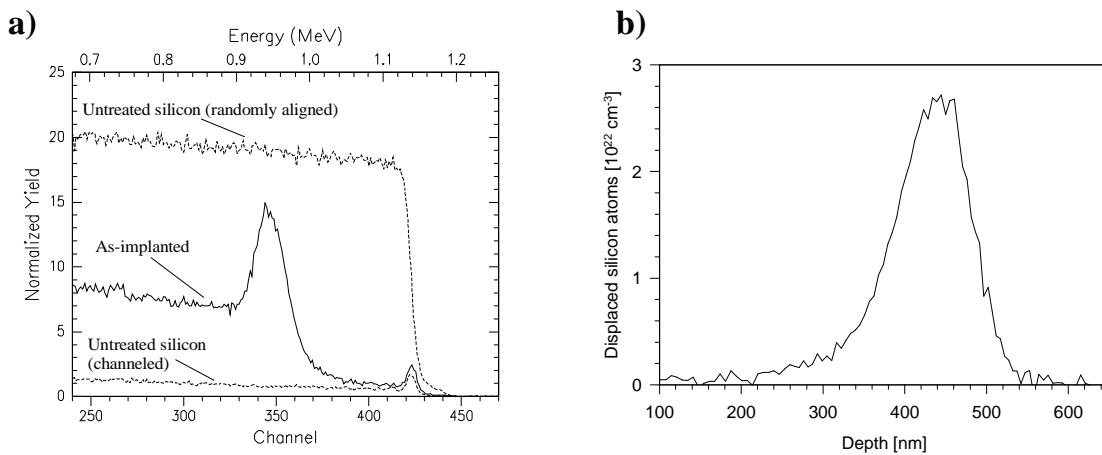 a)
Energy (MeV)
0.7 0.8 0.9 1.0 1.1 1.2
25
20
15
10
5
0
Normalized Yield
Untreated silicon (randomly aligned)
As-implanted
Untreated silicon
(channeled)
250 300 350 400 450
Channel
b)
3
2
1
0
Displaced silicon atoms [10²² cm⁻³]
100 200 300 400 500 600
Depth [nm]